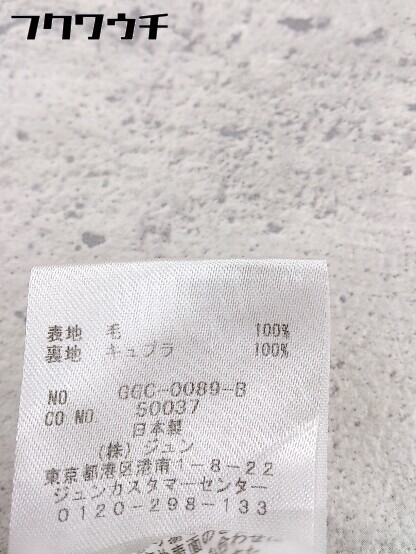 フクワウチ
表地 毛 100%
裏地 キュプラ 100%
NO GGC-0089-B
CO NO. 50037
日本製
(株) ジュン
東京都港区港南1-8-22
ジュンカスタマーセンター
0120-298-133